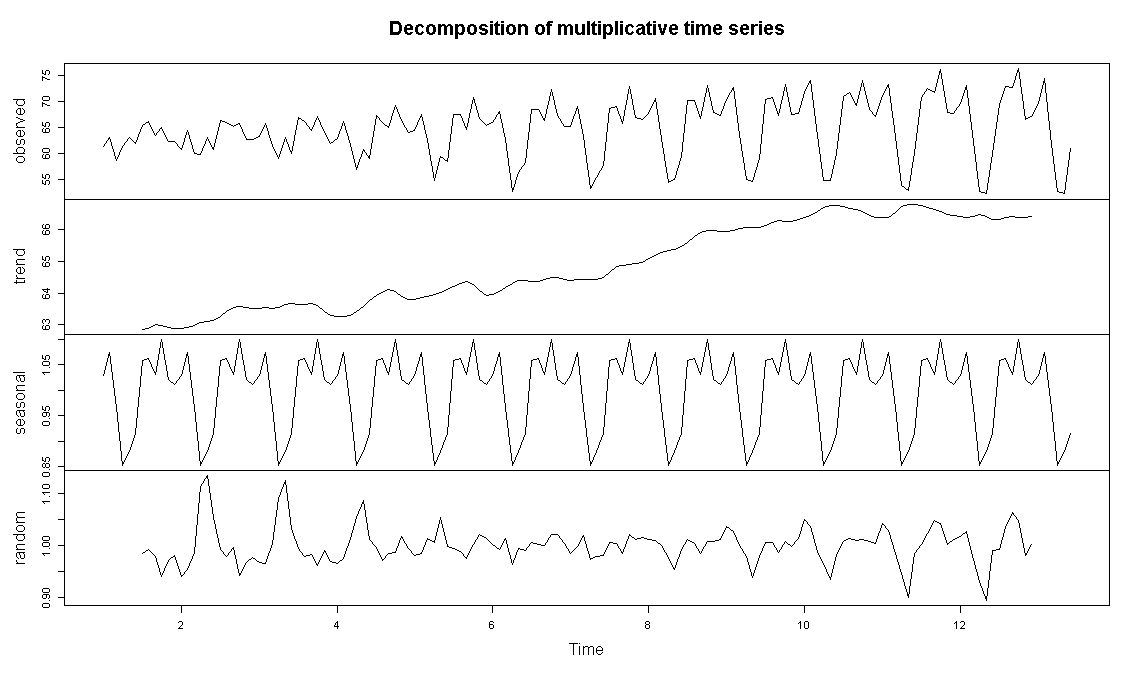 Decomposition of multiplicative time series
observed
55 60 65 70 75
trend
63 64 65 66
seasonal
0.85 0.95 1.05
random
0.90 1.00 1.10
2 4 6 8 10 12
Time